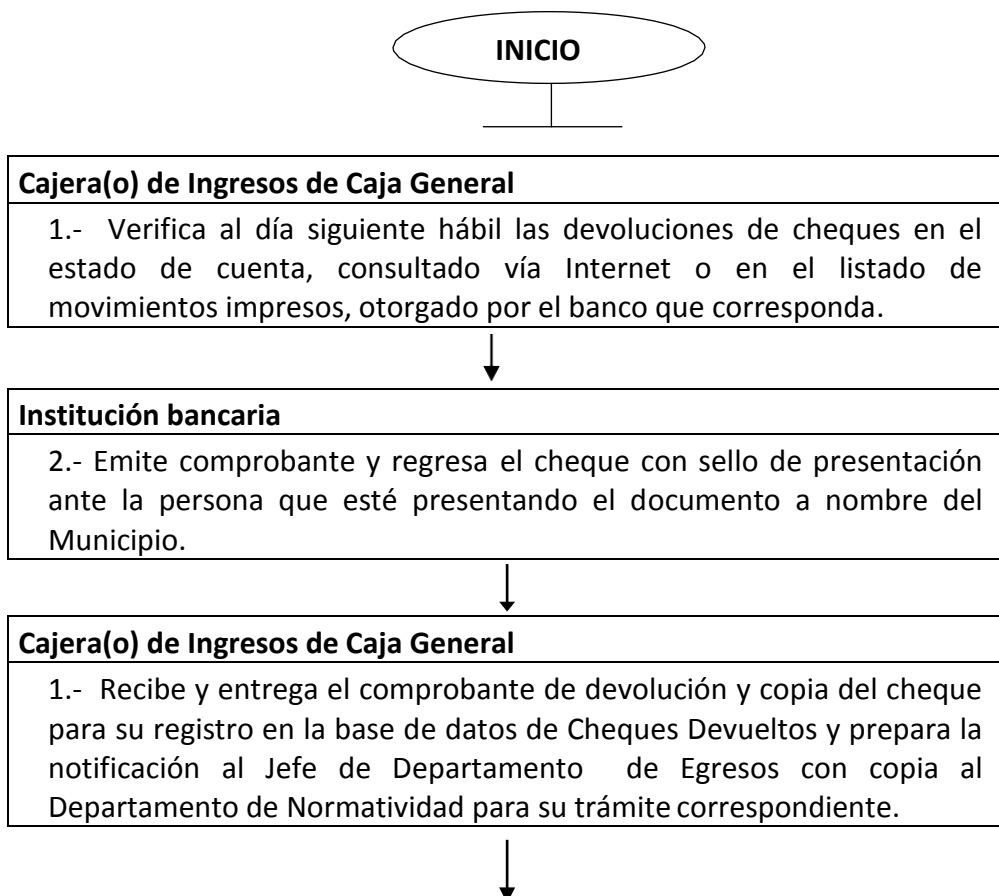 INICIO
Cajera(o) de Ingresos de Caja General
1.- Verifica al día siguiente hábil las devoluciones de cheques en el
estado de cuenta, consultado vía Internet o en el listado de
movimientos impresos, otorgado por el banco que corresponda.
Institución bancaria
2.- Emite comprobante y regresa el cheque con sello de presentación
ante la persona que esté presentando el documento a nombre del
Municipio.
Cajera(o) de Ingresos de Caja General
1.- Recibe y entrega el comprobante de devolución y copia del cheque
para su registro en la base de datos de Cheques Devueltos y prepara la
notificación al Jefe de Departamento de Egresos con copia al
Departamento de Normatividad para su trámite correspondiente.